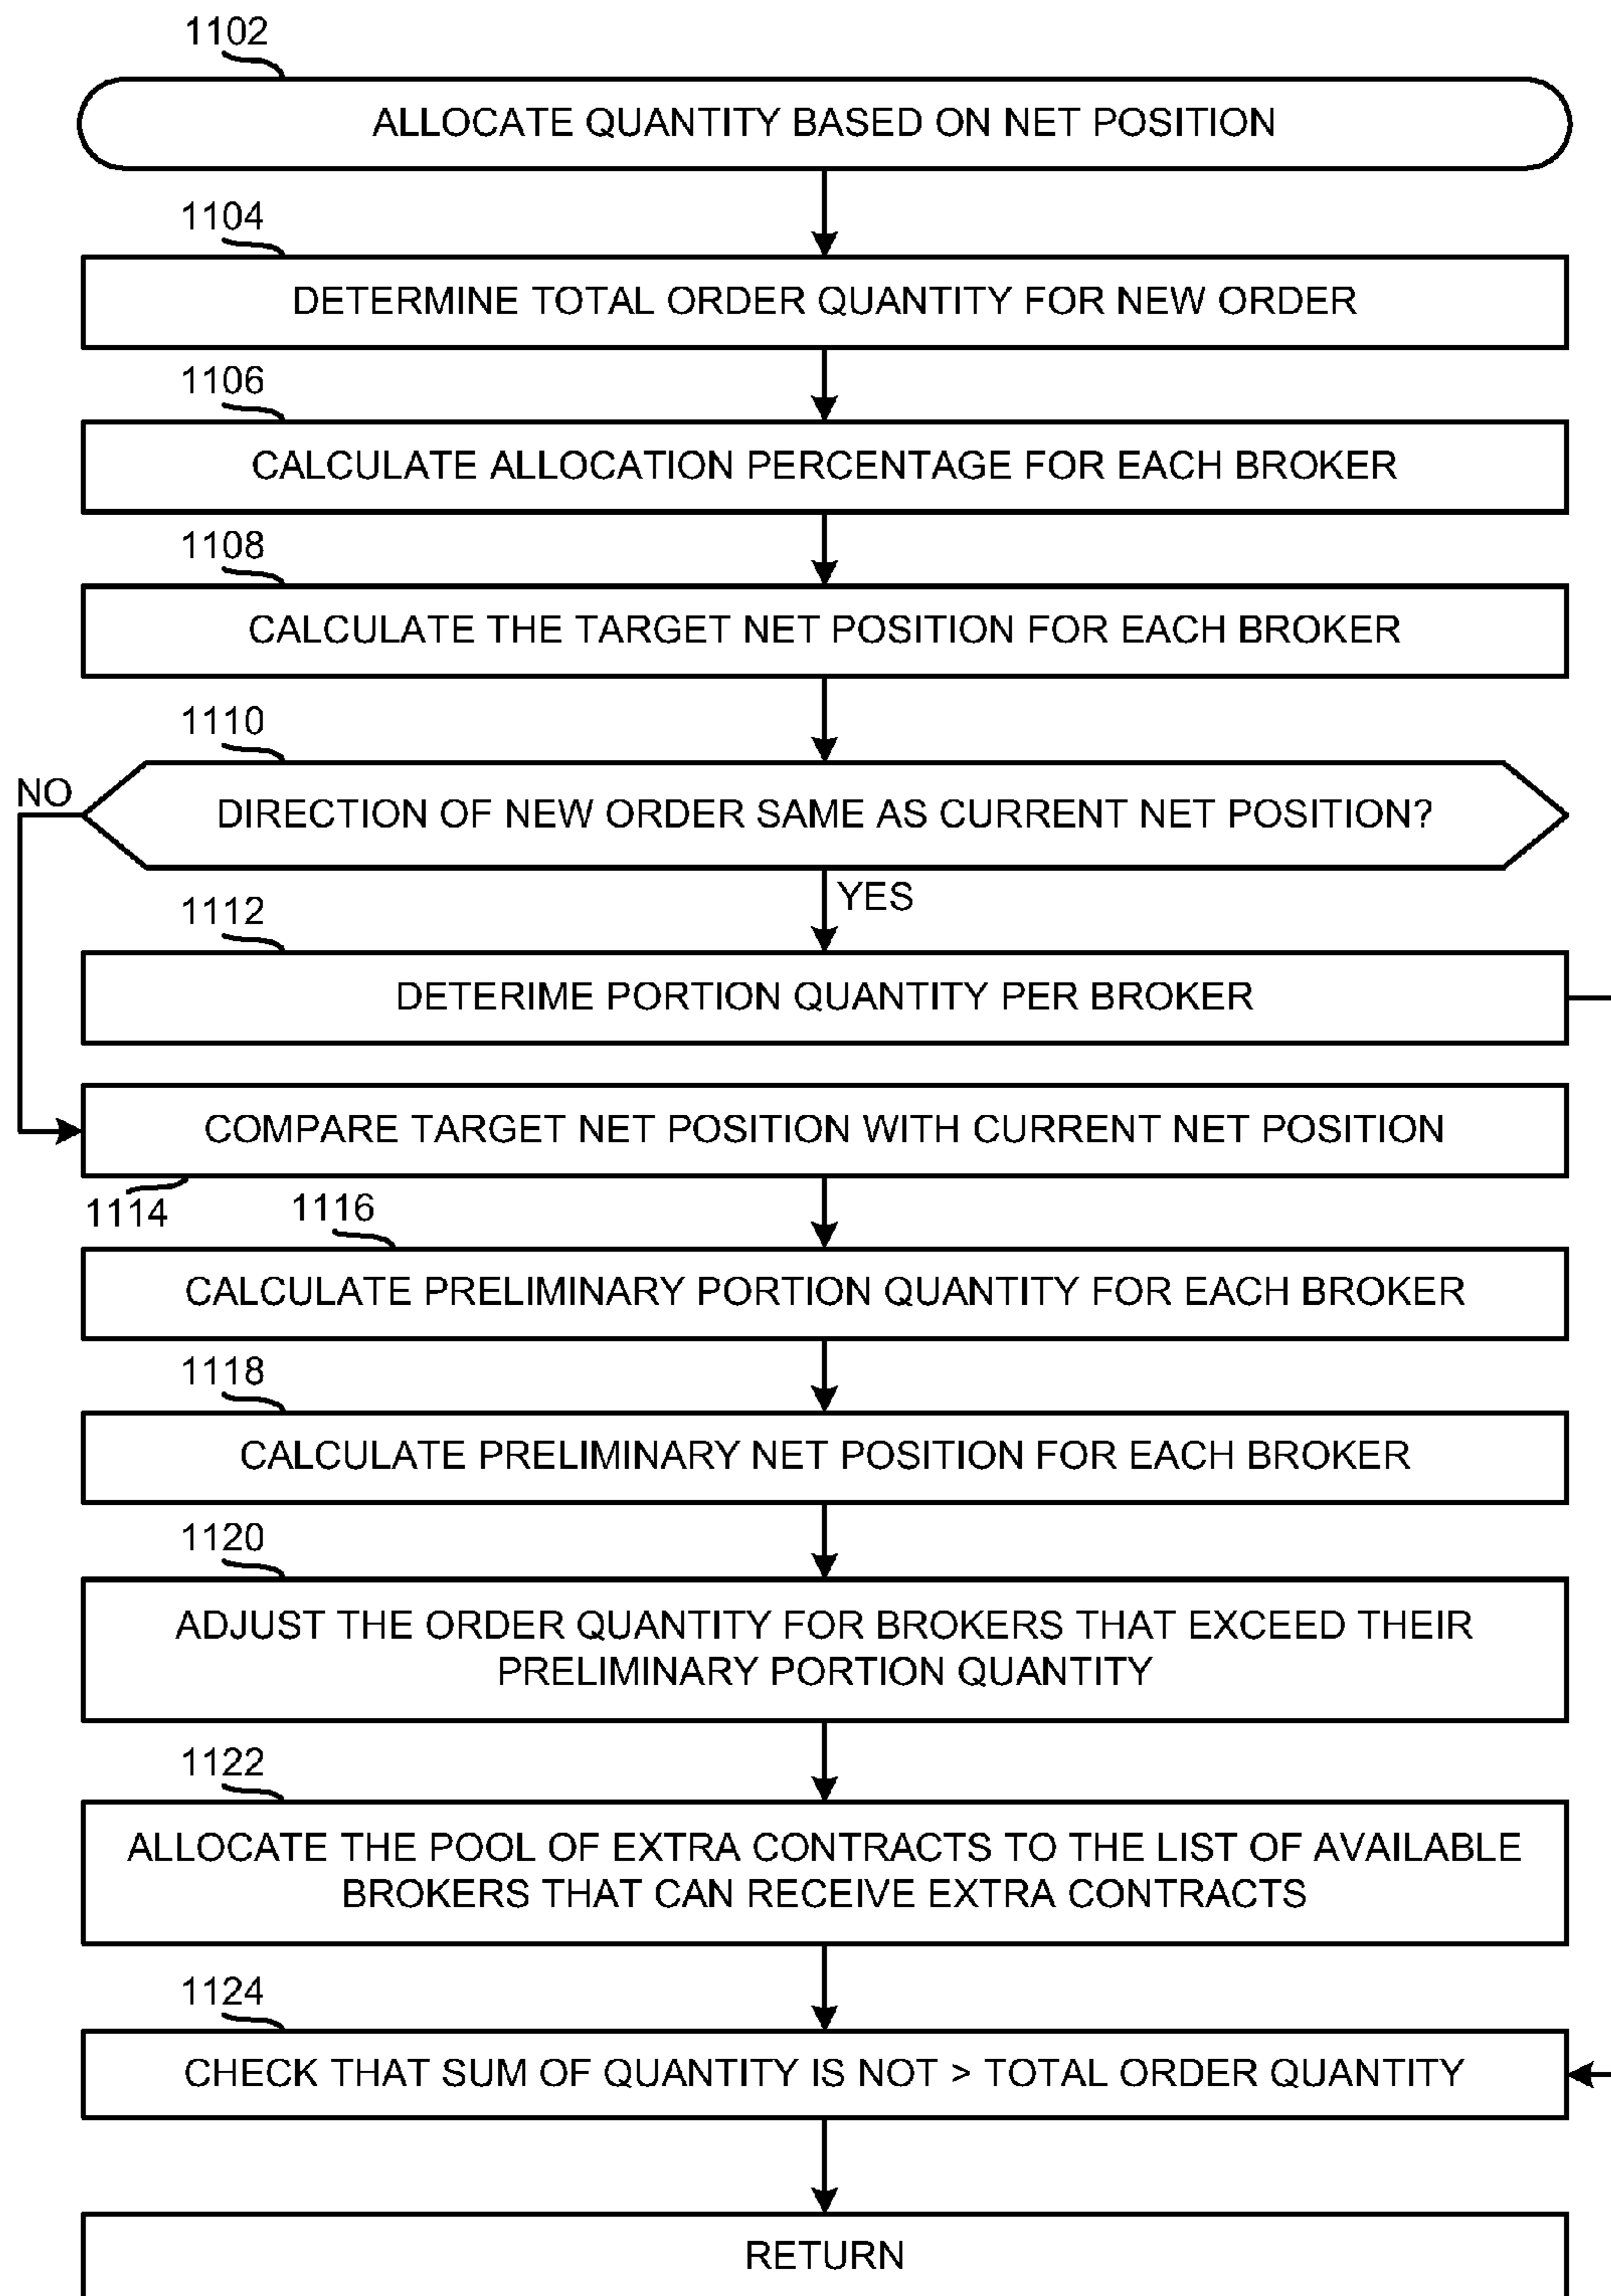 1102
ALLOCATE QUANTITY BASED ON NET POSITION
1104
DETERMINE TOTAL ORDER QUANTITY FOR NEW ORDER
1106
CALCULATE ALLOCATION PERCENTAGE FOR EACH BROKER
1108
CALCULATE THE TARGET NET POSITION FOR EACH BROKER
1110
NO
DIRECTION OF NEW ORDER SAME AS CURRENT NET POSITION?
YES
1112
DETERIME PORTION QUANTITY PER BROKER
COMPARE TARGET NET POSITION WITH CURRENT NET POSITION
1114
1116
CALCULATE PRELIMINARY PORTION QUANTITY FOR EACH BROKER
1118
CALCULATE PRELIMINARY NET POSITION FOR EACH BROKER
1120
ADJUST THE ORDER QUANTITY FOR BROKERS THAT EXCEED THEIR
PRELIMINARY PORTION QUANTITY
1122
ALLOCATE THE POOL OF EXTRA CONTRACTS TO THE LIST OF AVAILABLE
BROKERS THAT CAN RECEIVE EXTRA CONTRACTS
1124
CHECK THAT SUM OF QUANTITY IS NOT > TOTAL ORDER QUANTITY
RETURN